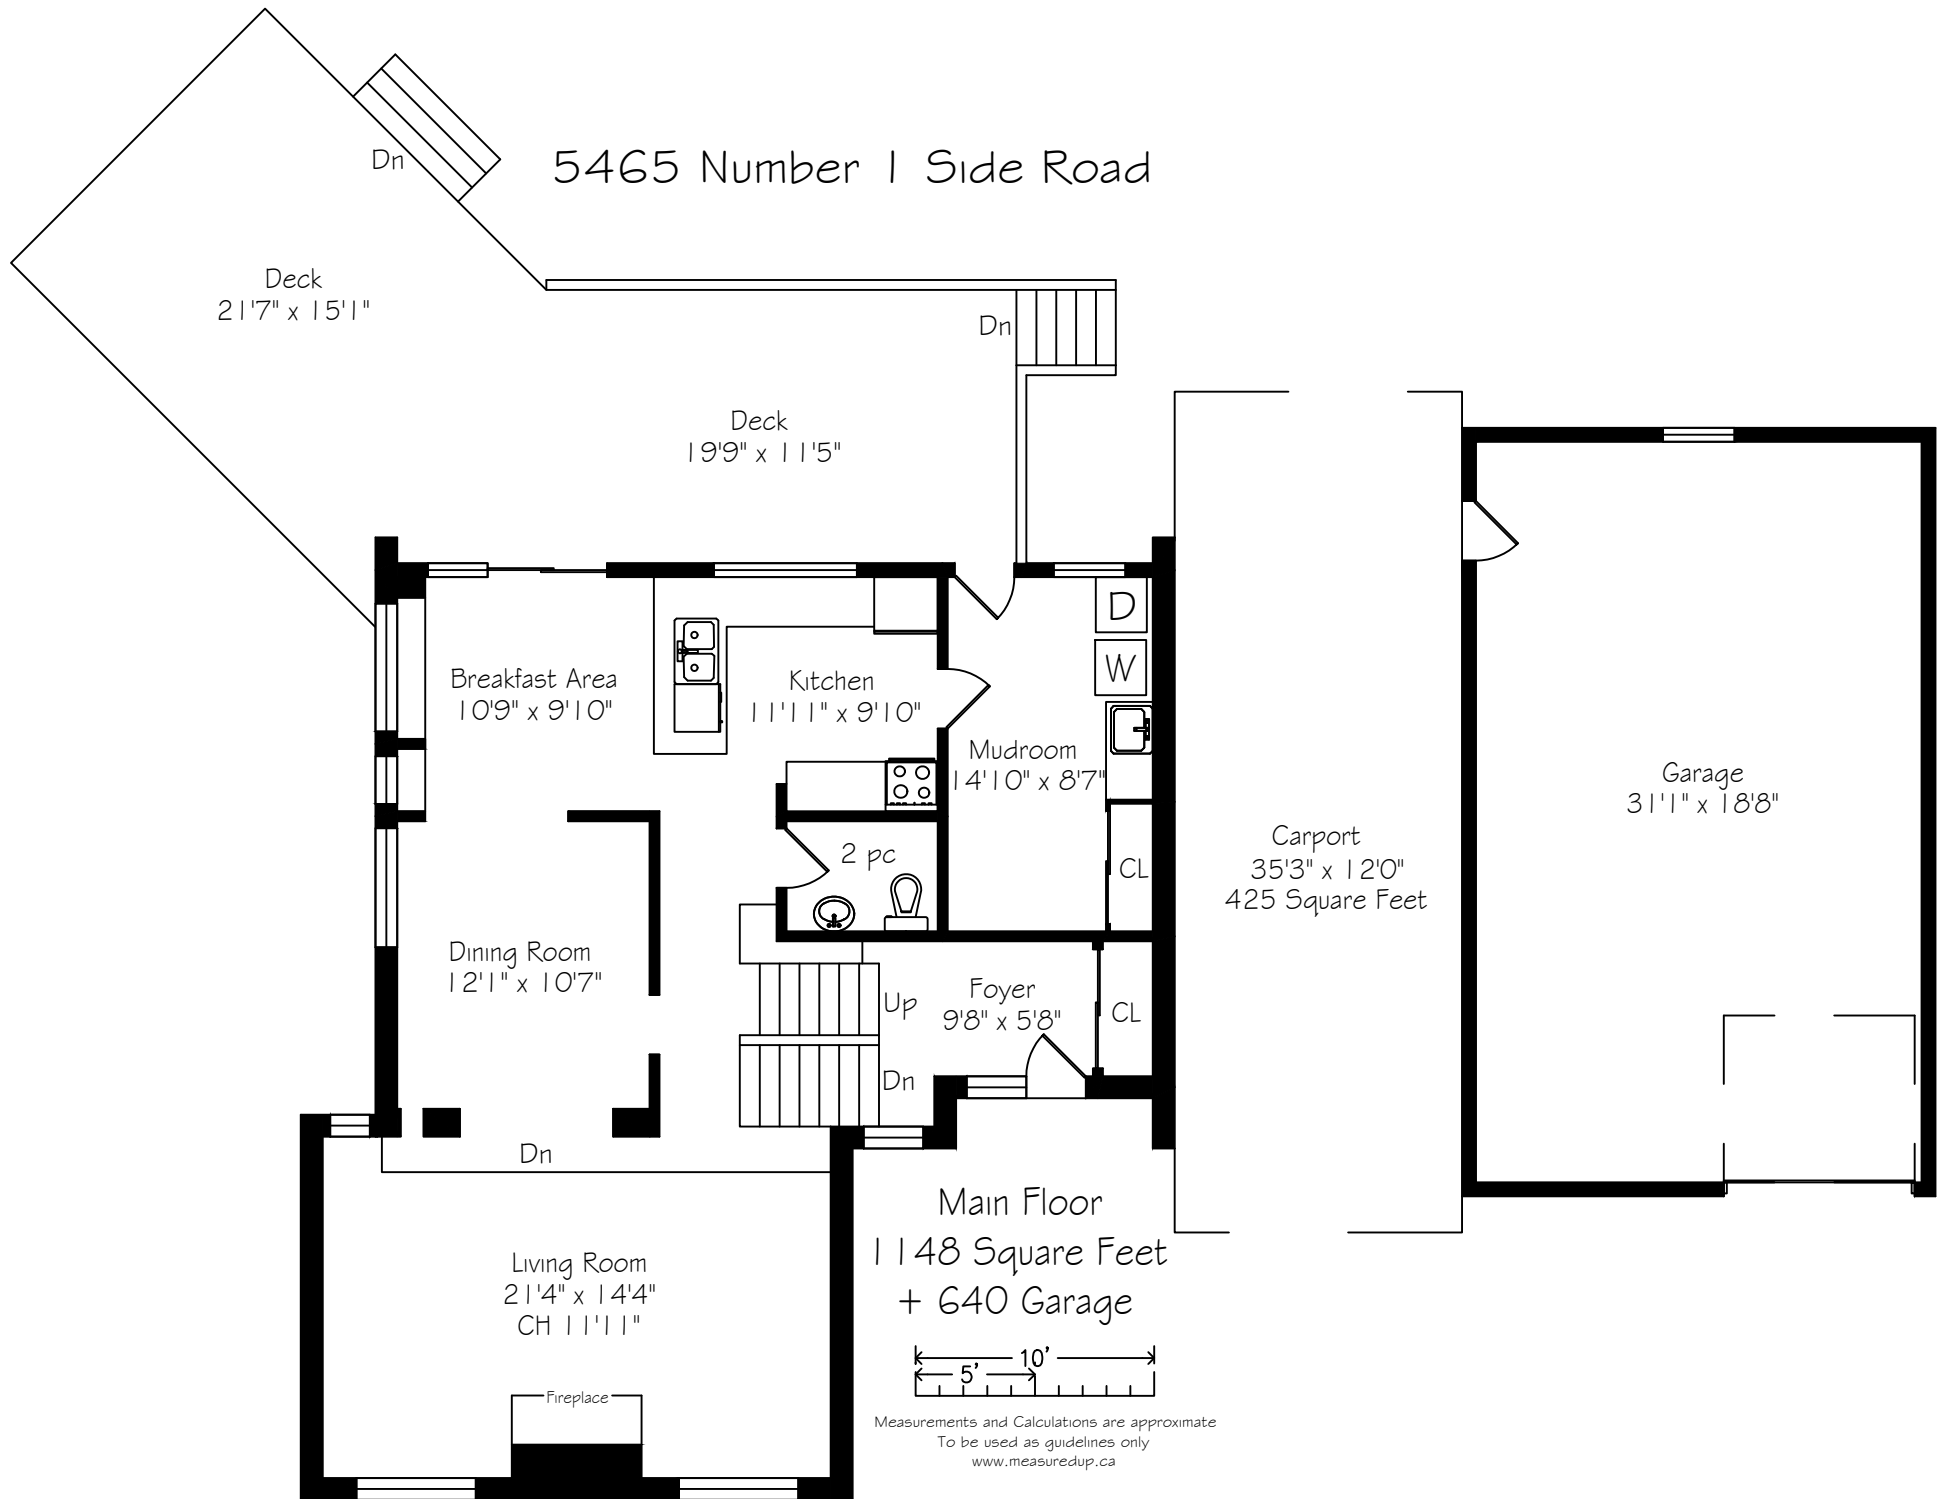 5465 Number 1 Side Road
Dn
Deck
21'7" x 15'1"
Dn
Deck
19'9" x 11'5"
D
W
Breakfast Area
10'9" x 9'10"
Kitchen
11'11" x 9'10"
Mudroom
14'10" x 8'7"
Garage
31'1" x 18'8"
Carport
35'3" x 12'0"
425 Square Feet
2 pc
CL
Dining Room
12'1" x 10'7"
Foyer
9'8" x 5'8"
Up
CL
Dn
Dn
Living Room
21'4" x 14'4"
CH 11'11"
Fireplace
Main Floor
1148 Square Feet
+ 640 Garage
10'
5'
Measurements and Calculations are approximate
To be used as guidelines only
www.measuredup.ca